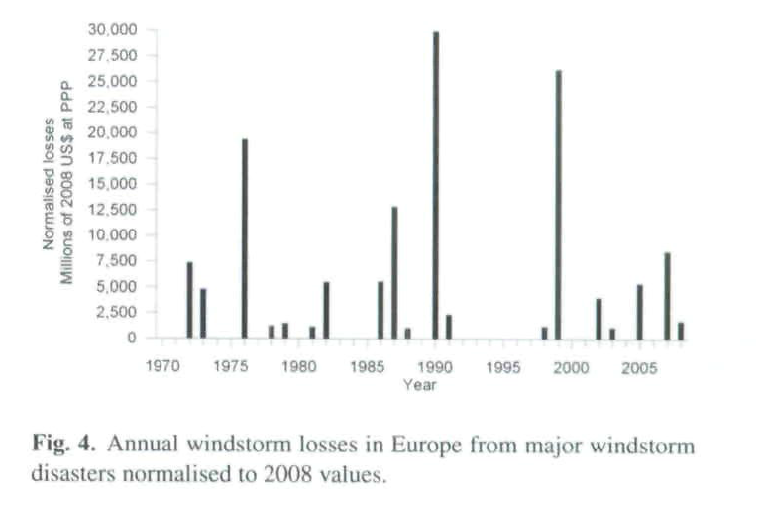 30,000
27,500
25,000
22,500
20,000
17,500
15,000
12,500
10,000
7,500
5,000
2,500
0
Normalised losses
Millions of 2008 US$ at PPP
1970 1975 1980 1985 1990 1995 2000 2005
Year
Fig. 4. Annual windstorm losses in Europe from major windstorm
disasters normalised to 2008 values.